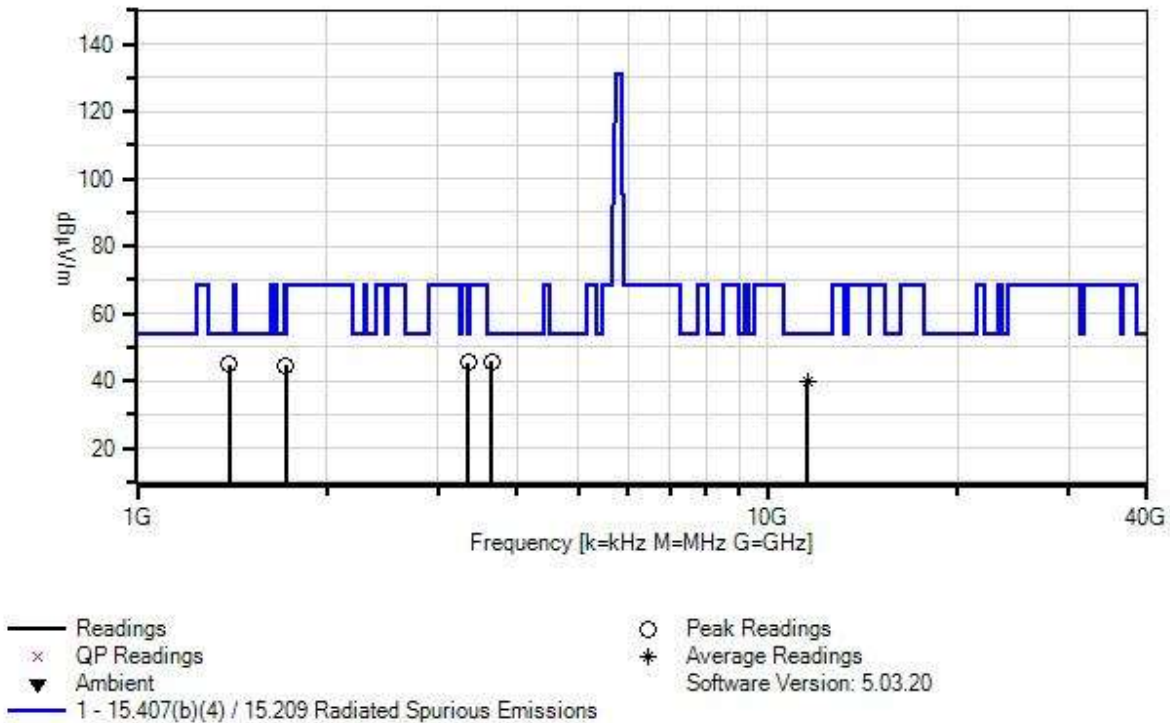 140
120
100
80
60
40
20
dBµV/m
1G 10G 40G
Frequency [k=kHz M=MHz G=GHz]
Readings
QP Readings
Ambient
1 - 15.407(b)(4) / 15.209 Radiated Spurious Emissions
Peak Readings
Average Readings
Software Version: 5.03.20